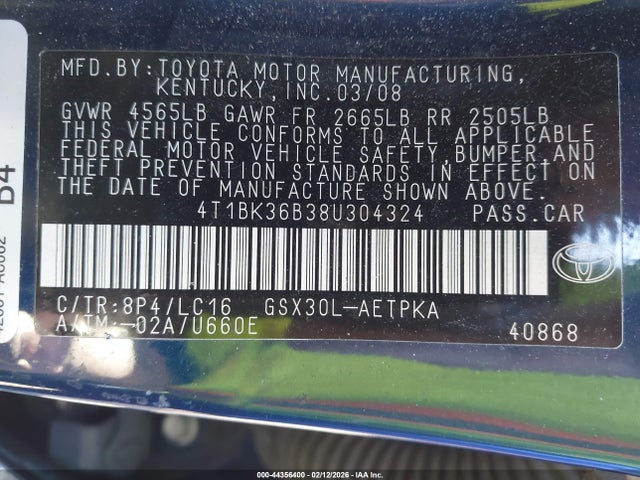 MFD.BY:TOYOTA MOTOR MANUFACTURING,
KENTUCKY,INC.03/08
GVWR 4565LB GAWR FR 2665LB RR 2505LB
THIS VEHICLE CONFORMS TO ALL APPLICABLE
FEDERAL MOTOR VEHICLE SAFETY,BUMPER,AND
THEFT PREVENTION STANDARDS IN EFFECT ON
THE DATE OF MANUFACTURE SHOWN ABOVE.
4T1BK36B38U304324 PASS.CAR
C/TR:8P4/LC16 GSX30L-AETPKA
A/TM:-02A/U660E 40868
B4
000-44356400 - 02/12/2026 - IAA Inc.